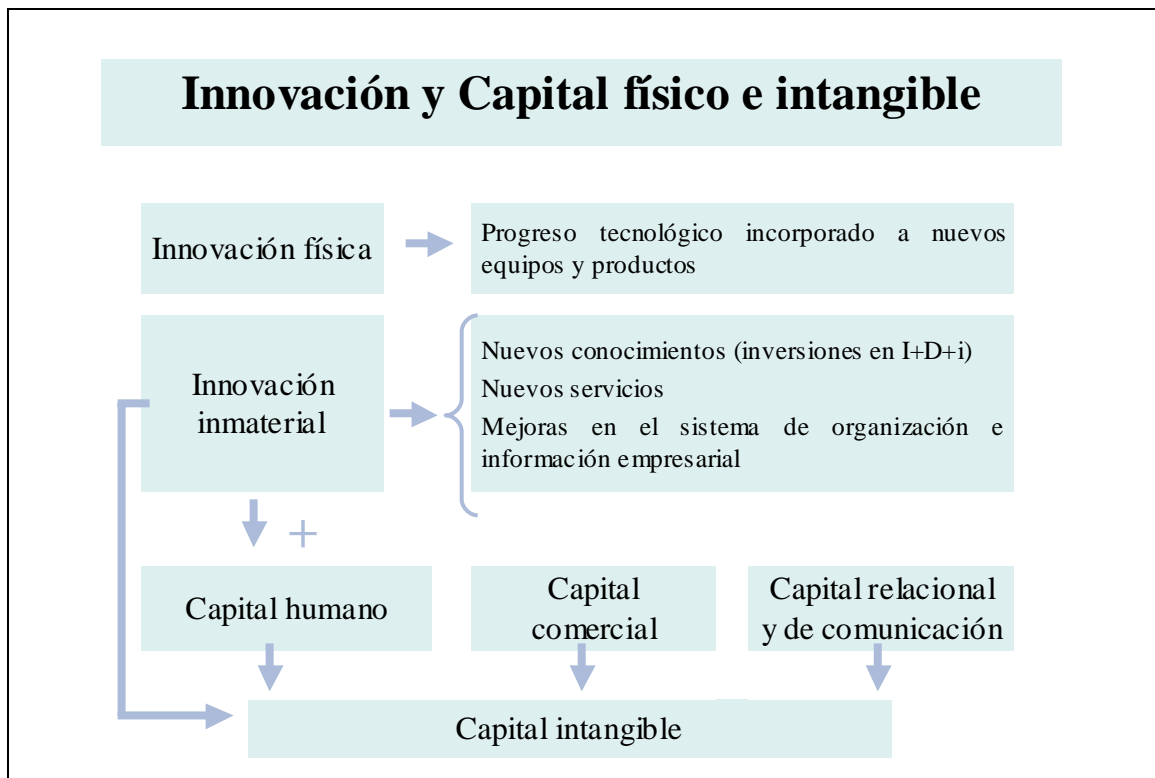 Innovación y Capital físico e intangible
Innovación física
Progreso tecnológico incorporado a nuevos
equipos y productos
Innovación
inmaterial
Nuevos conocimientos (inversiones en I+D+i)
Nuevos servicios
Mejoras en el sistema de organización e
información empresarial
+
Capital humano
Capital
comercial
Capital relacional
y de comunicación
Capital intangible